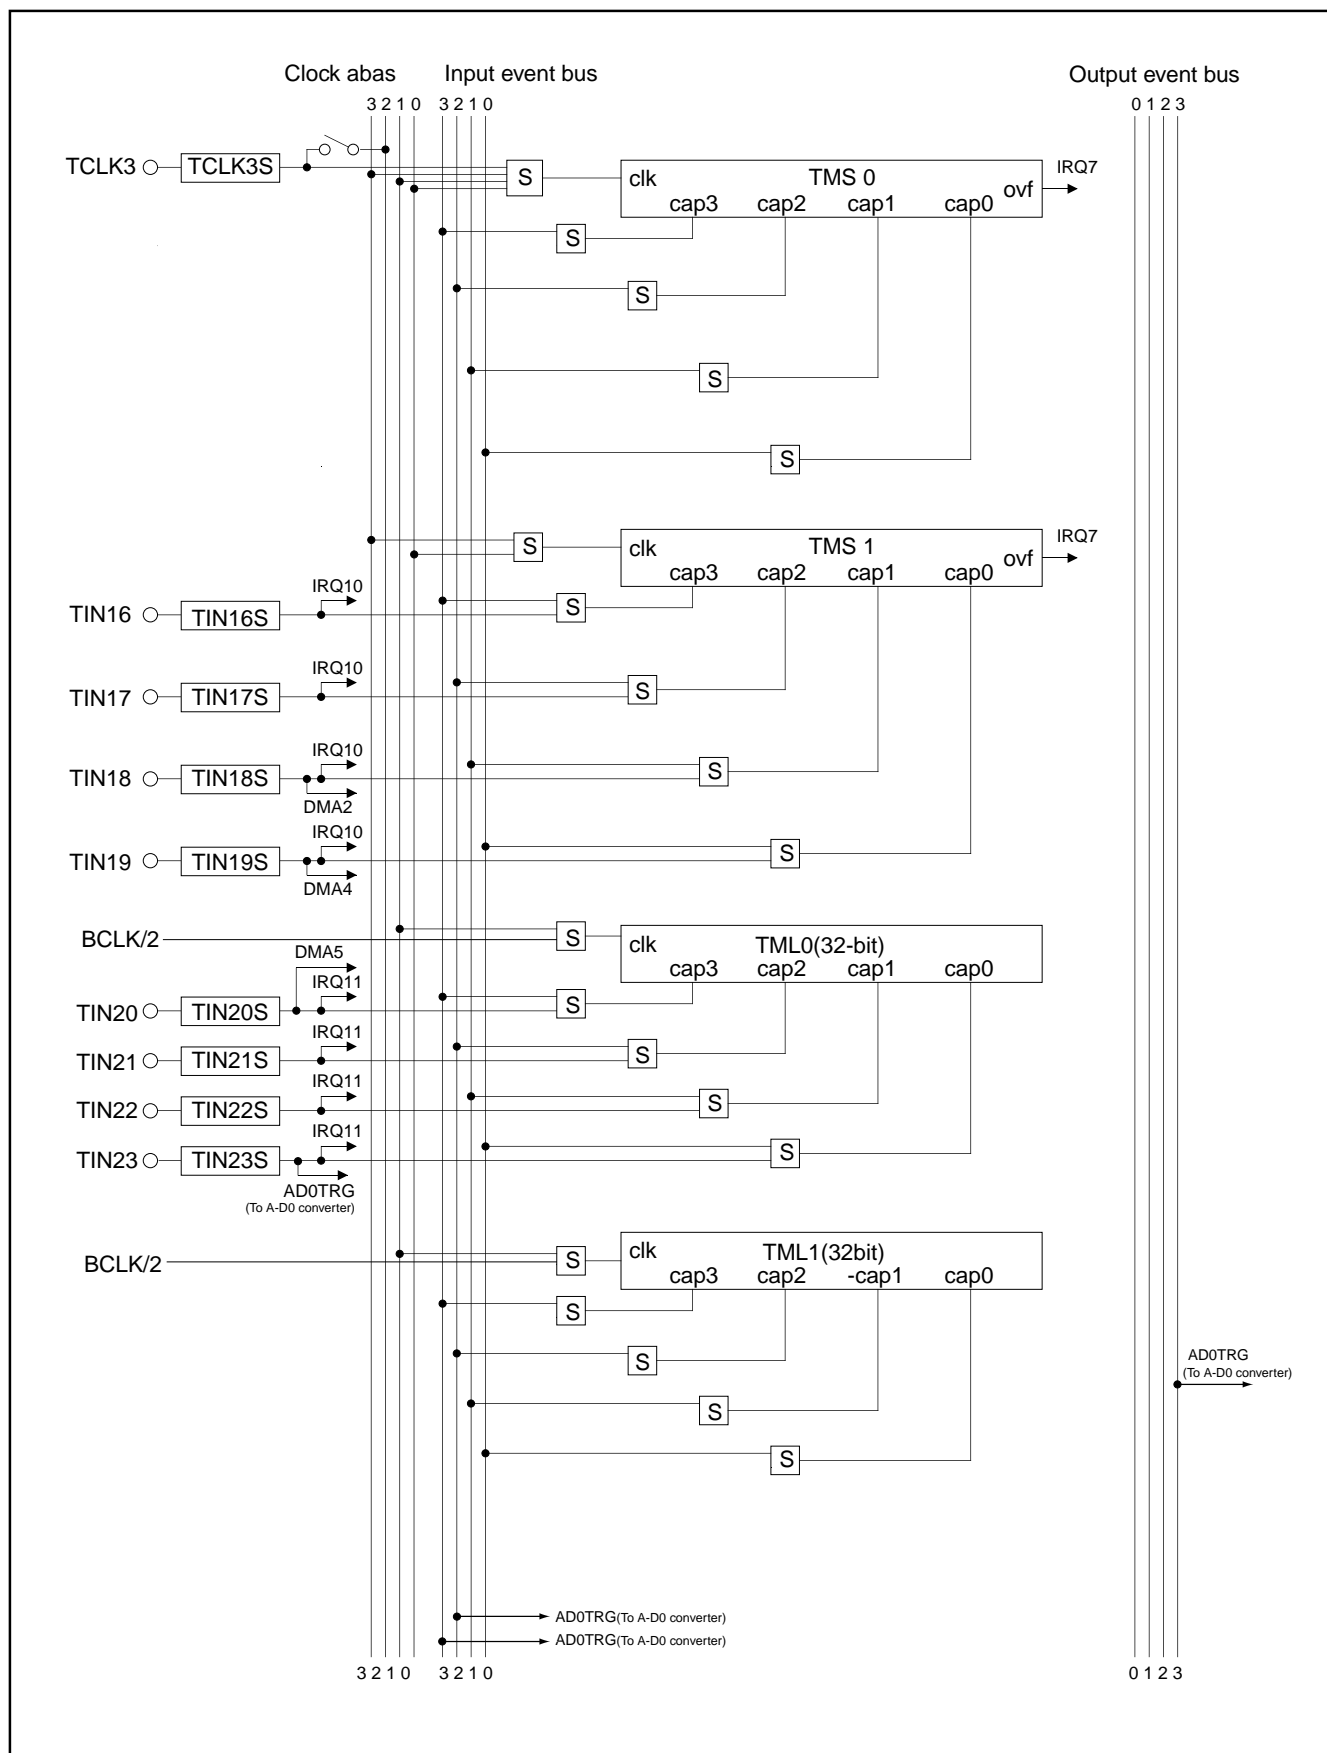 Clock abas Input event bus Output event bus
3 2 1 0 3 2 1 0 0 1 2 3
TCLK3 TCLK3S S clk TMS 0 ovf IRQ7
cap3 cap2 cap1 cap0
S
S
S
S
S clk TMS 1 ovf IRQ7
cap3 cap2 cap1 cap0
IRQ10
TIN16 TIN16S S
IRQ10
TIN17 TIN17S S
IRQ10
TIN18 TIN18S S
DMA2
IRQ10
TIN19 TIN19S S
DMA4
BCLK/2 S clk TML0(32-bit)
cap3 cap2 cap1 cap0
DMA5
IRQ11
TIN20 TIN20S S
IRQ11
TIN21 TIN21S S
IRQ11
TIN22 TIN22S S
IRQ11
TIN23 TIN23S S
AD0TRG
(To A-D0 converter)
BCLK/2 S clk TML1(32bit)
cap3 cap2 -cap1 cap0
S
S
AD0TRG
(To A-D0 converter)
S
S
AD0TRG(To A-D0 converter)
AD0TRG(To A-D0 converter)
3 2 1 0 3 2 1 0 0 1 2 3